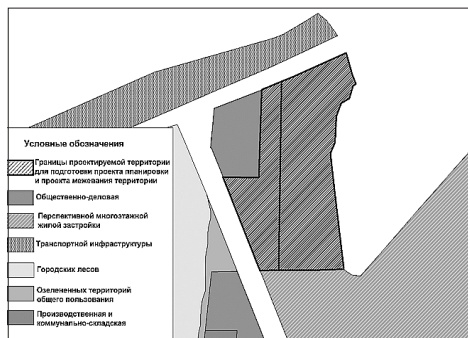 Условные обозначения
Границы проектируемой территории
для подготовки проекта планировки
и проекта межевания территории
Общественно-деловая
Перспективной многоэтажной
жилой застройки
Транспортной инфраструктуры
Городских лесов
Озелененных территорий
общего пользования
Производственная и
коммунально-складская